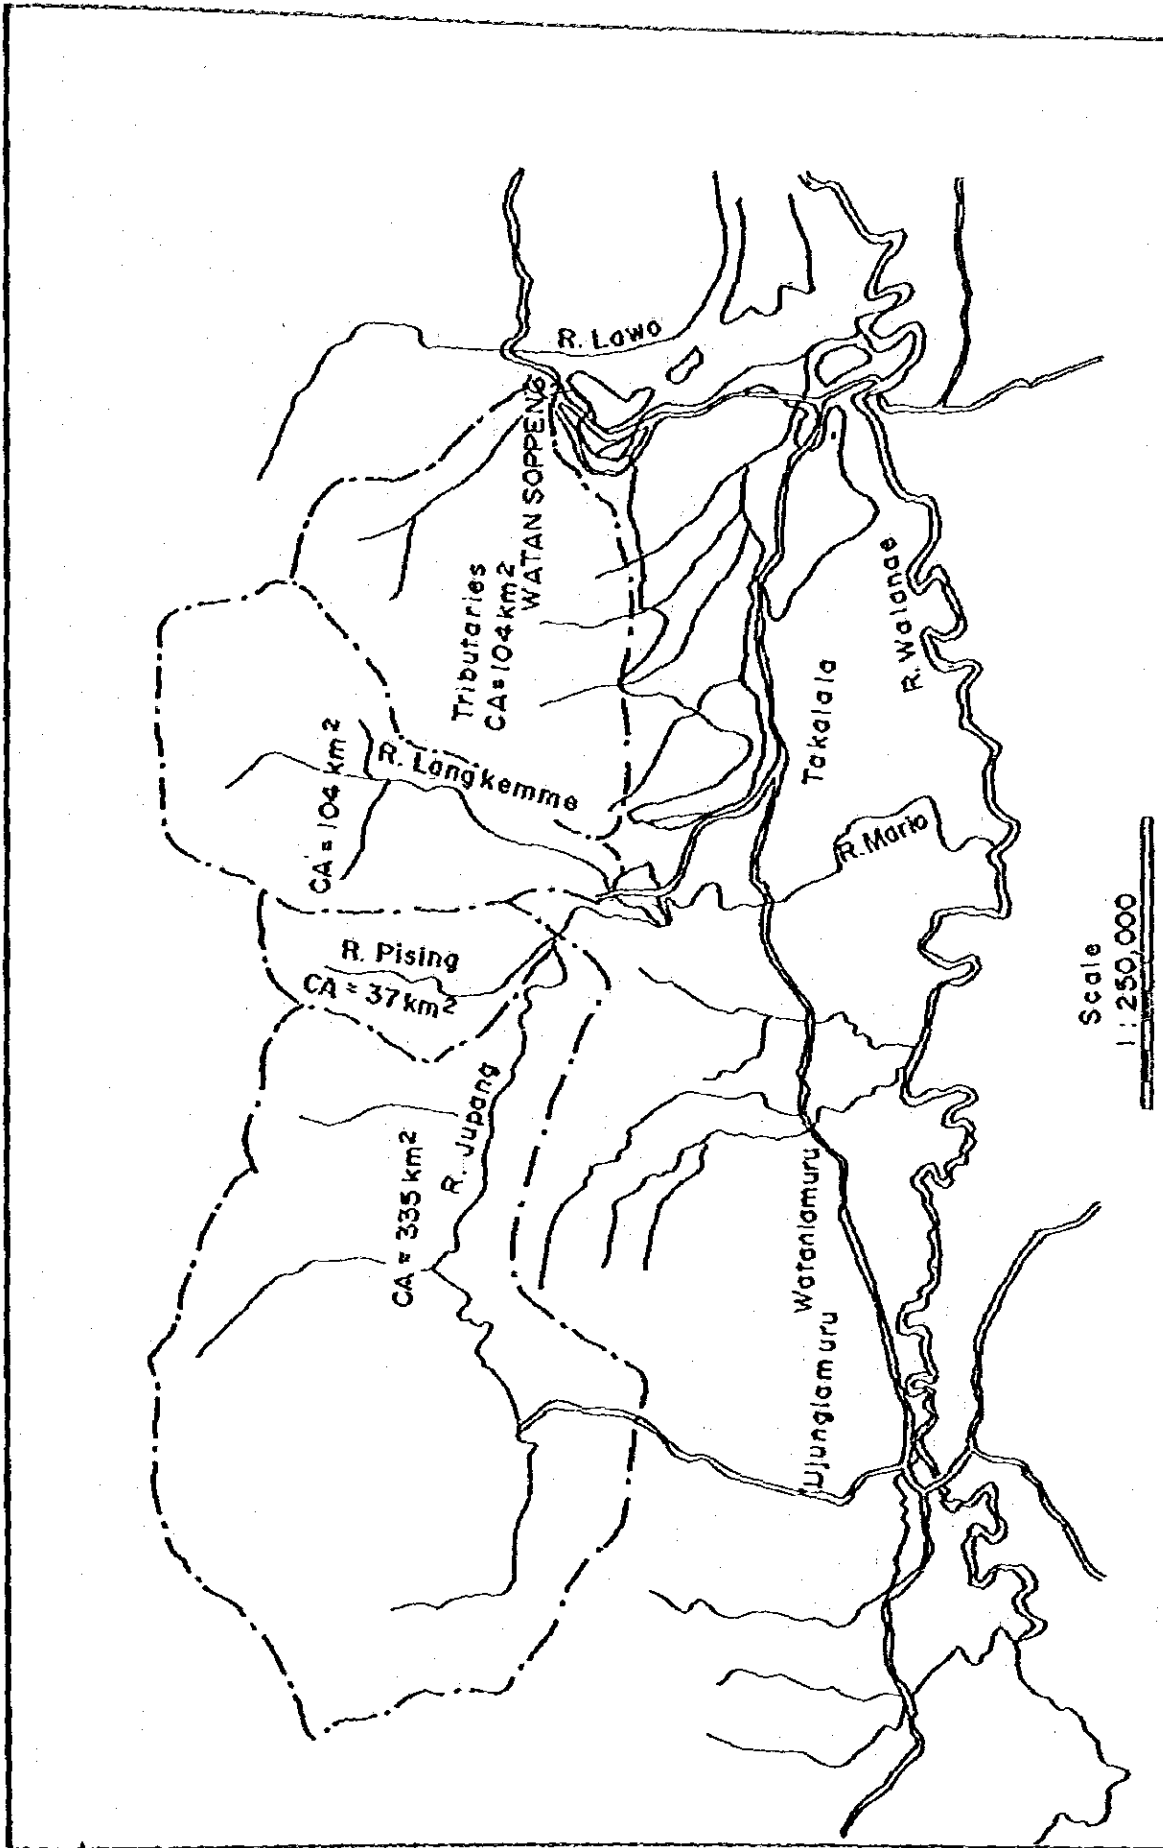 R. Lawo
WATAN SOPPENG
Tributaries
CA = 104 km2
R. Langkemme
CA = 104 km2
R. Walanae
Takalala
R. Mario
R. Pising
CA = 37 km2
R. Jupang
CA = 335 km2
Watanlamuru
Ujunglamuru
Scale
1 : 250,000